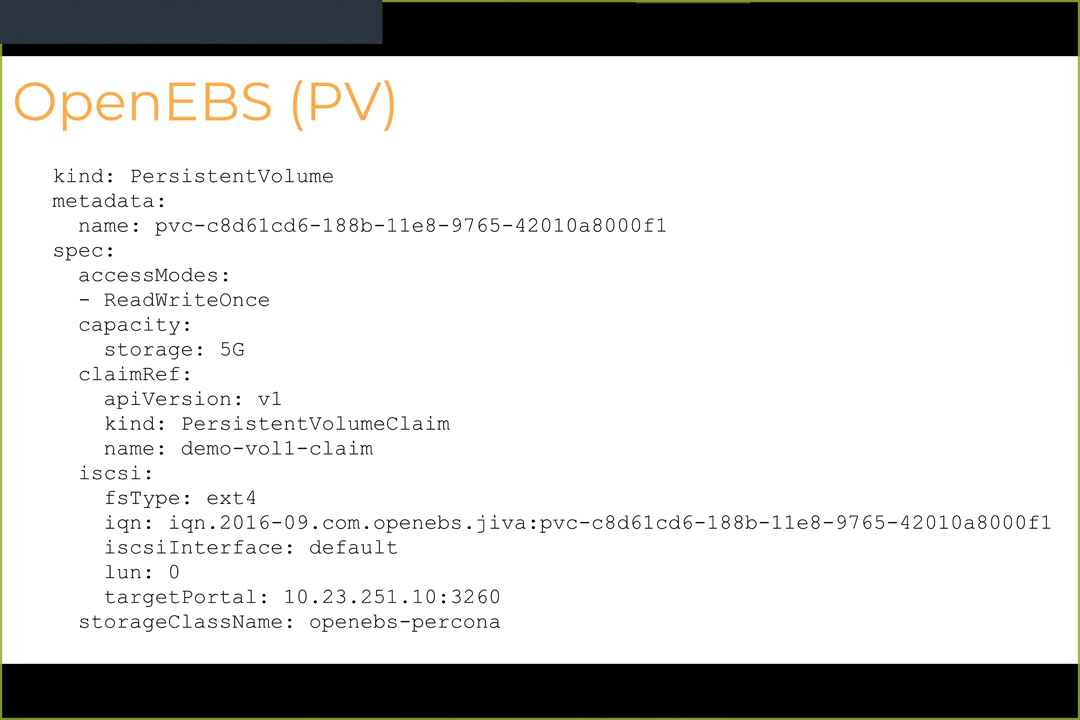 OpenEBS (PV)
kind: PersistentVolume
metadata:
  name: pvc-c8d61cd6-188b-11e8-9765-42010a8000f1
spec:
  accessModes:
  - ReadWriteOnce
  capacity:
    storage: 5G
  claimRef:
    apiVersion: v1
    kind: PersistentVolumeClaim
    name: demo-vol1-claim
  iscsi:
    fsType: ext4
    iqn: iqn.2016-09.com.openebs.jiva:pvc-c8d61cd6-188b-11e8-9765-42010a8000f1
    iscsiInterface: default
    lun: 0
    targetPortal: 10.23.251.10:3260
  storageClassName: openebs-percona